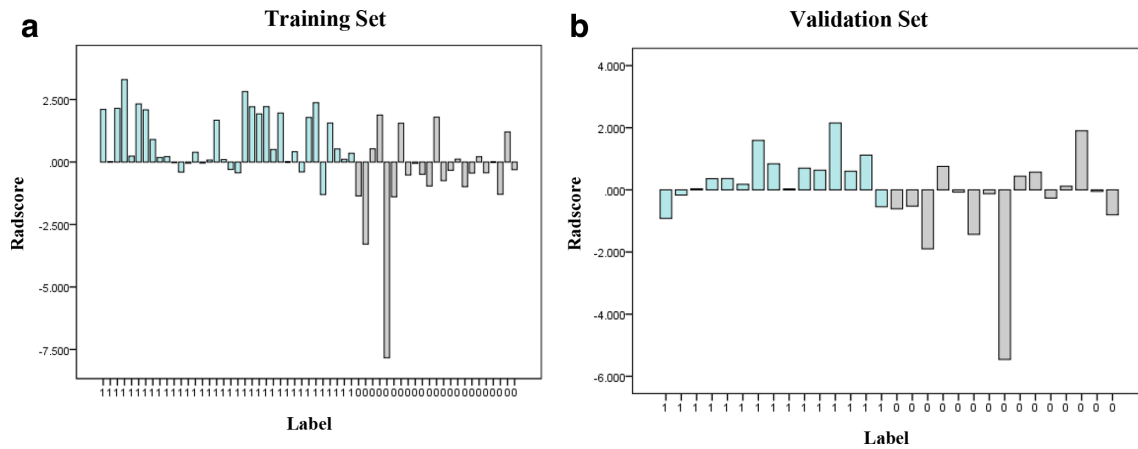 a
Training Set
2.500
.000
-2.500
-5.000
-7.500
Radscore
11111111111111111111111111111111111100000000000000000000000
Label
b
Validation Set
4.000
2.000
.000
-2.000
-4.000
-6.000
Radscore
1 1 1 1 1 1 1 1 1 1 1 1 1 1 1 0 0 0 0 0 0 0 0 0 0 0 0 0 0 0
Label